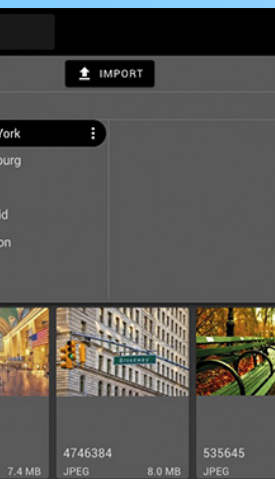 IMPORT
York
burg
id
on
Broadway
4746384
535645
7.4 MB
JPEG
8.0 MB
JPEG